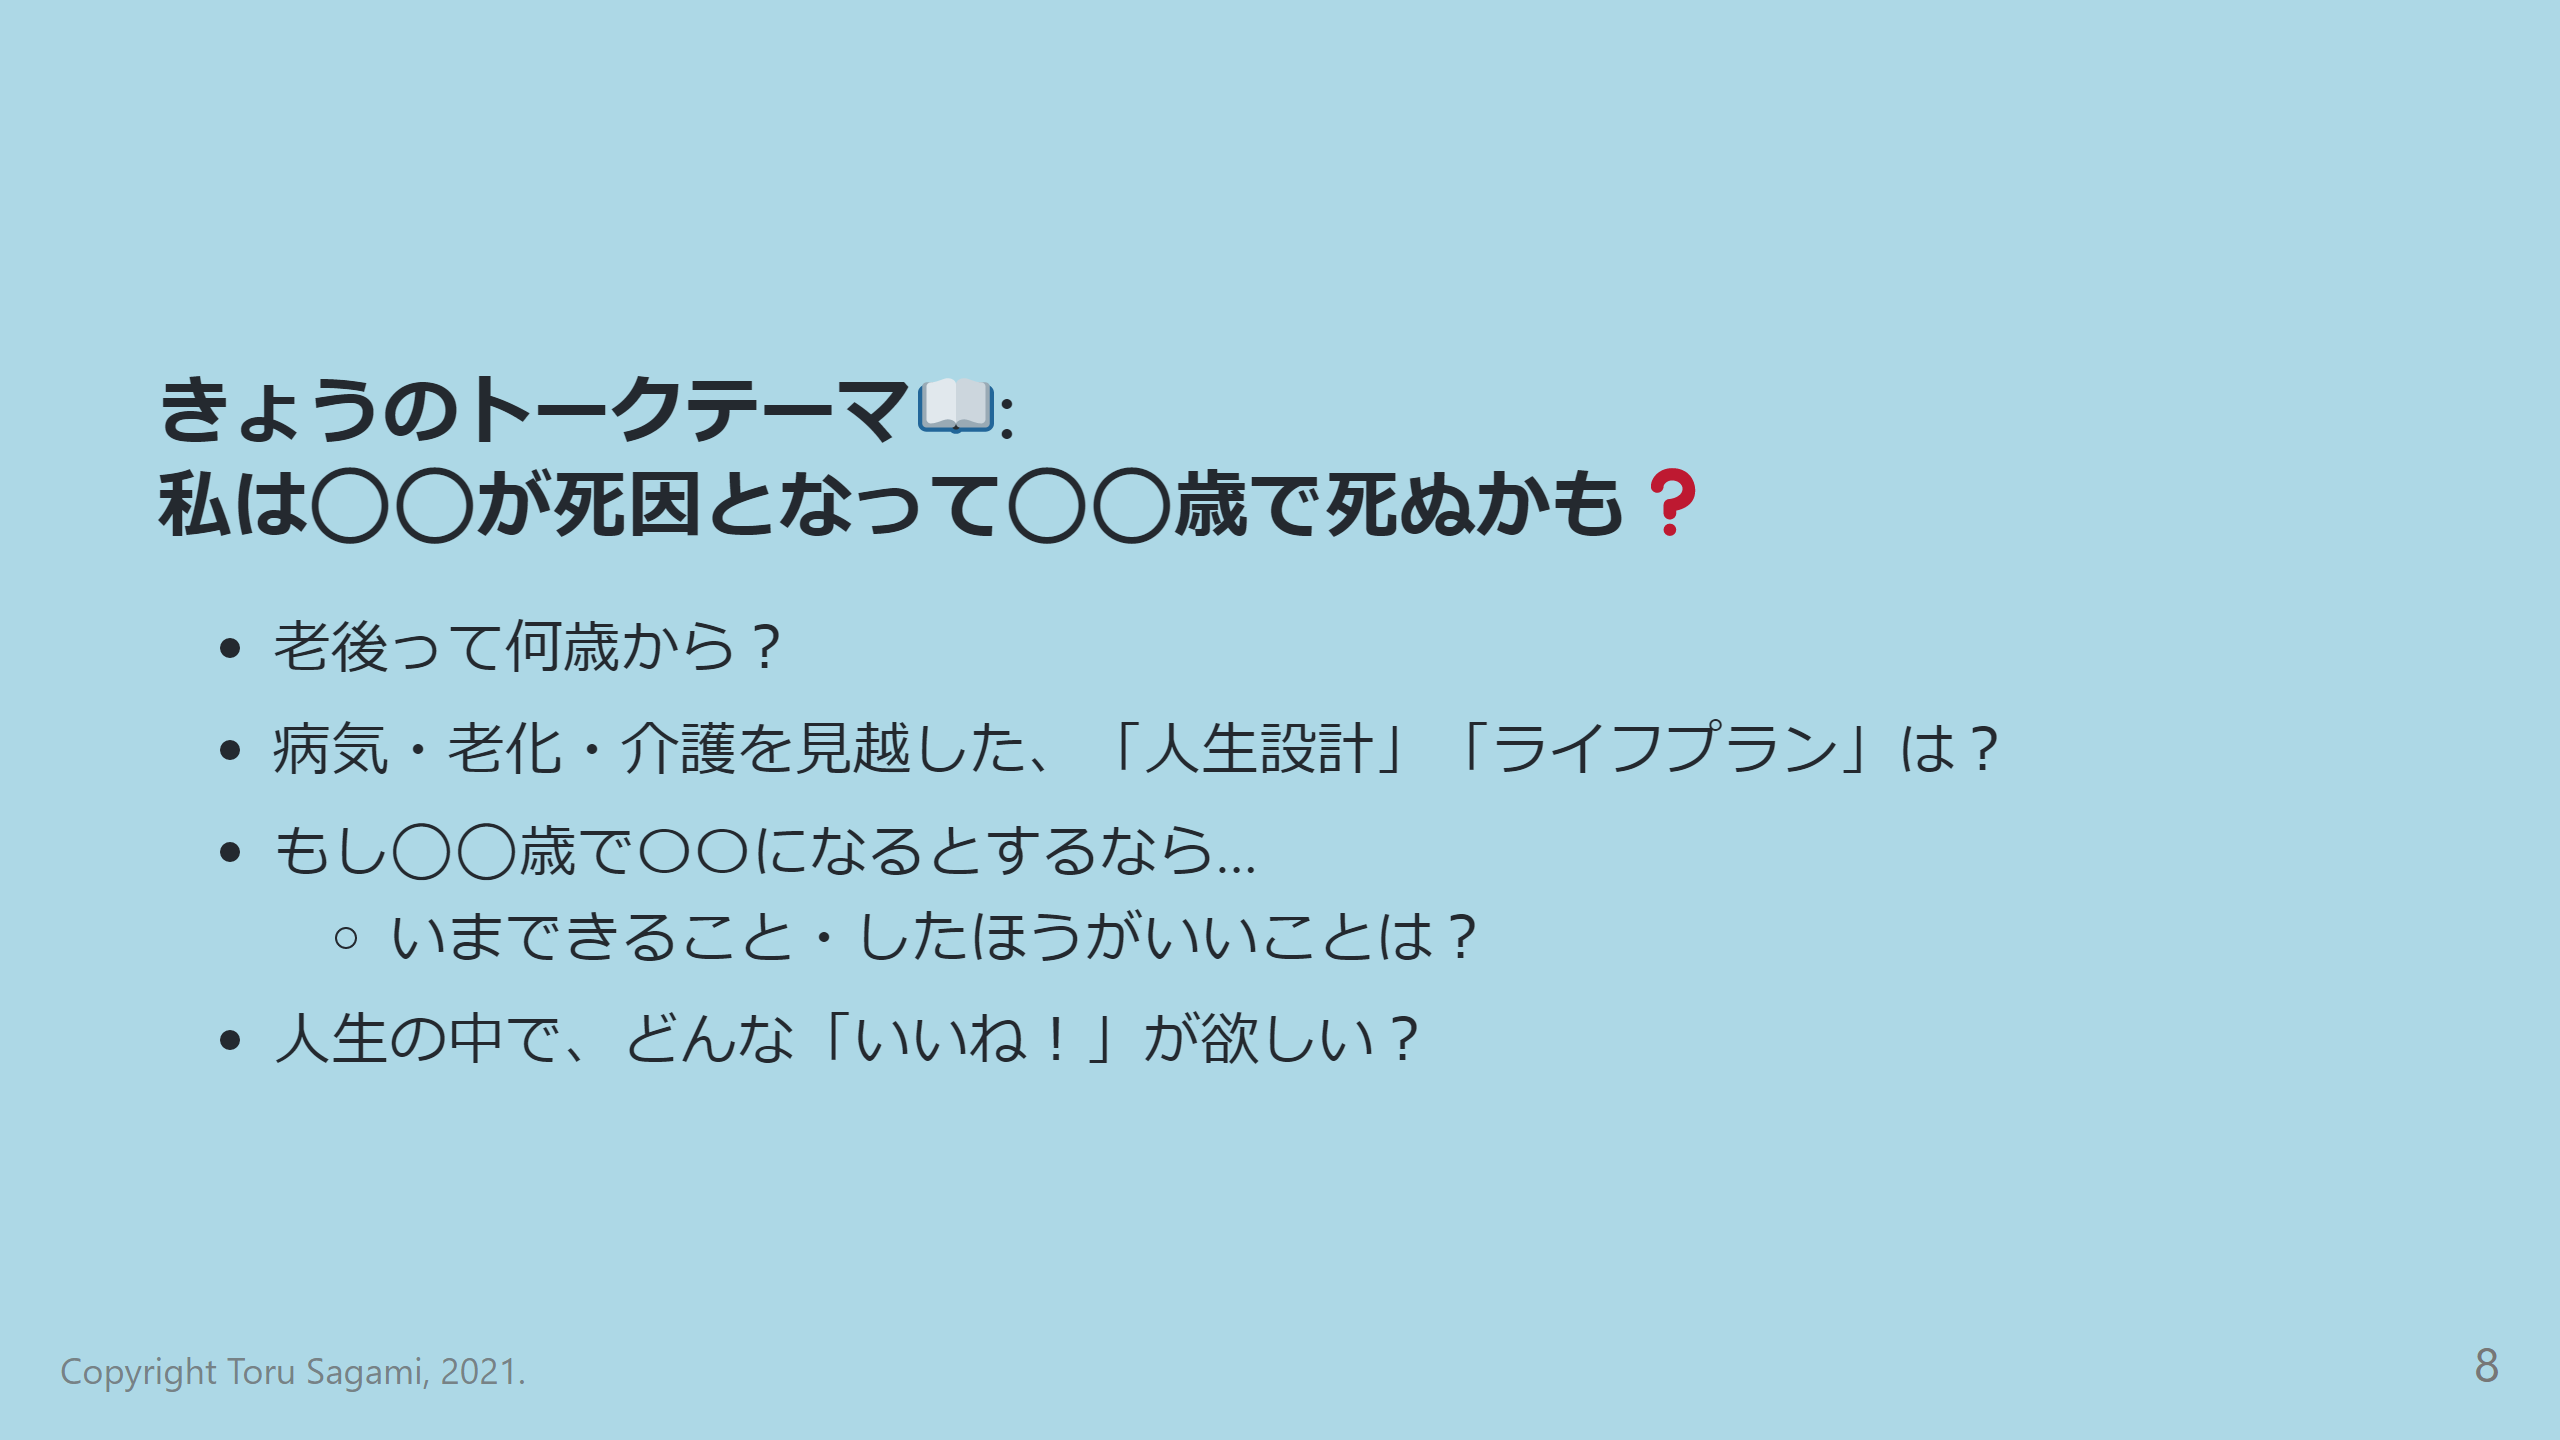 きょうのトークテーマ📖:
私は◯◯が死因となって◯◯歳で死ぬかも❓
• 老後って何歳から？
• 病気・老化・介護を見越した、「人生設計」「ライフプラン」は？
• もし◯◯歳で〇〇になるとするなら...
◦ いまできること・したほうがいいことは？
• 人生の中で、どんな「いいね！」が欲しい？
Copyright Toru Sagami, 2021.
8